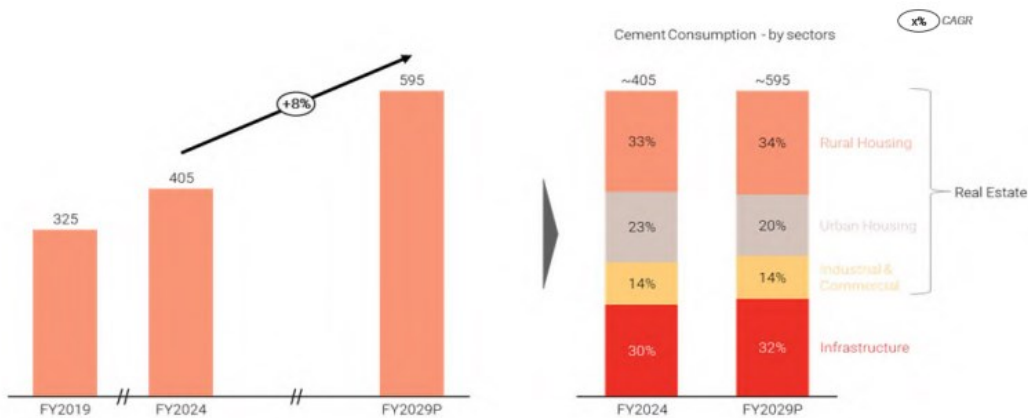 x% CAGR
Cement Consumption - by sectors
595
+8%
405
325
FY2019
FY2024
FY2029P
~405
~595
33%
34%
Rural Housing
23%
20%
Urban Housing
Real Estate
14%
14%
Industrial &
Commercial
30%
32%
Infrastructure
FY2024
FY2029P